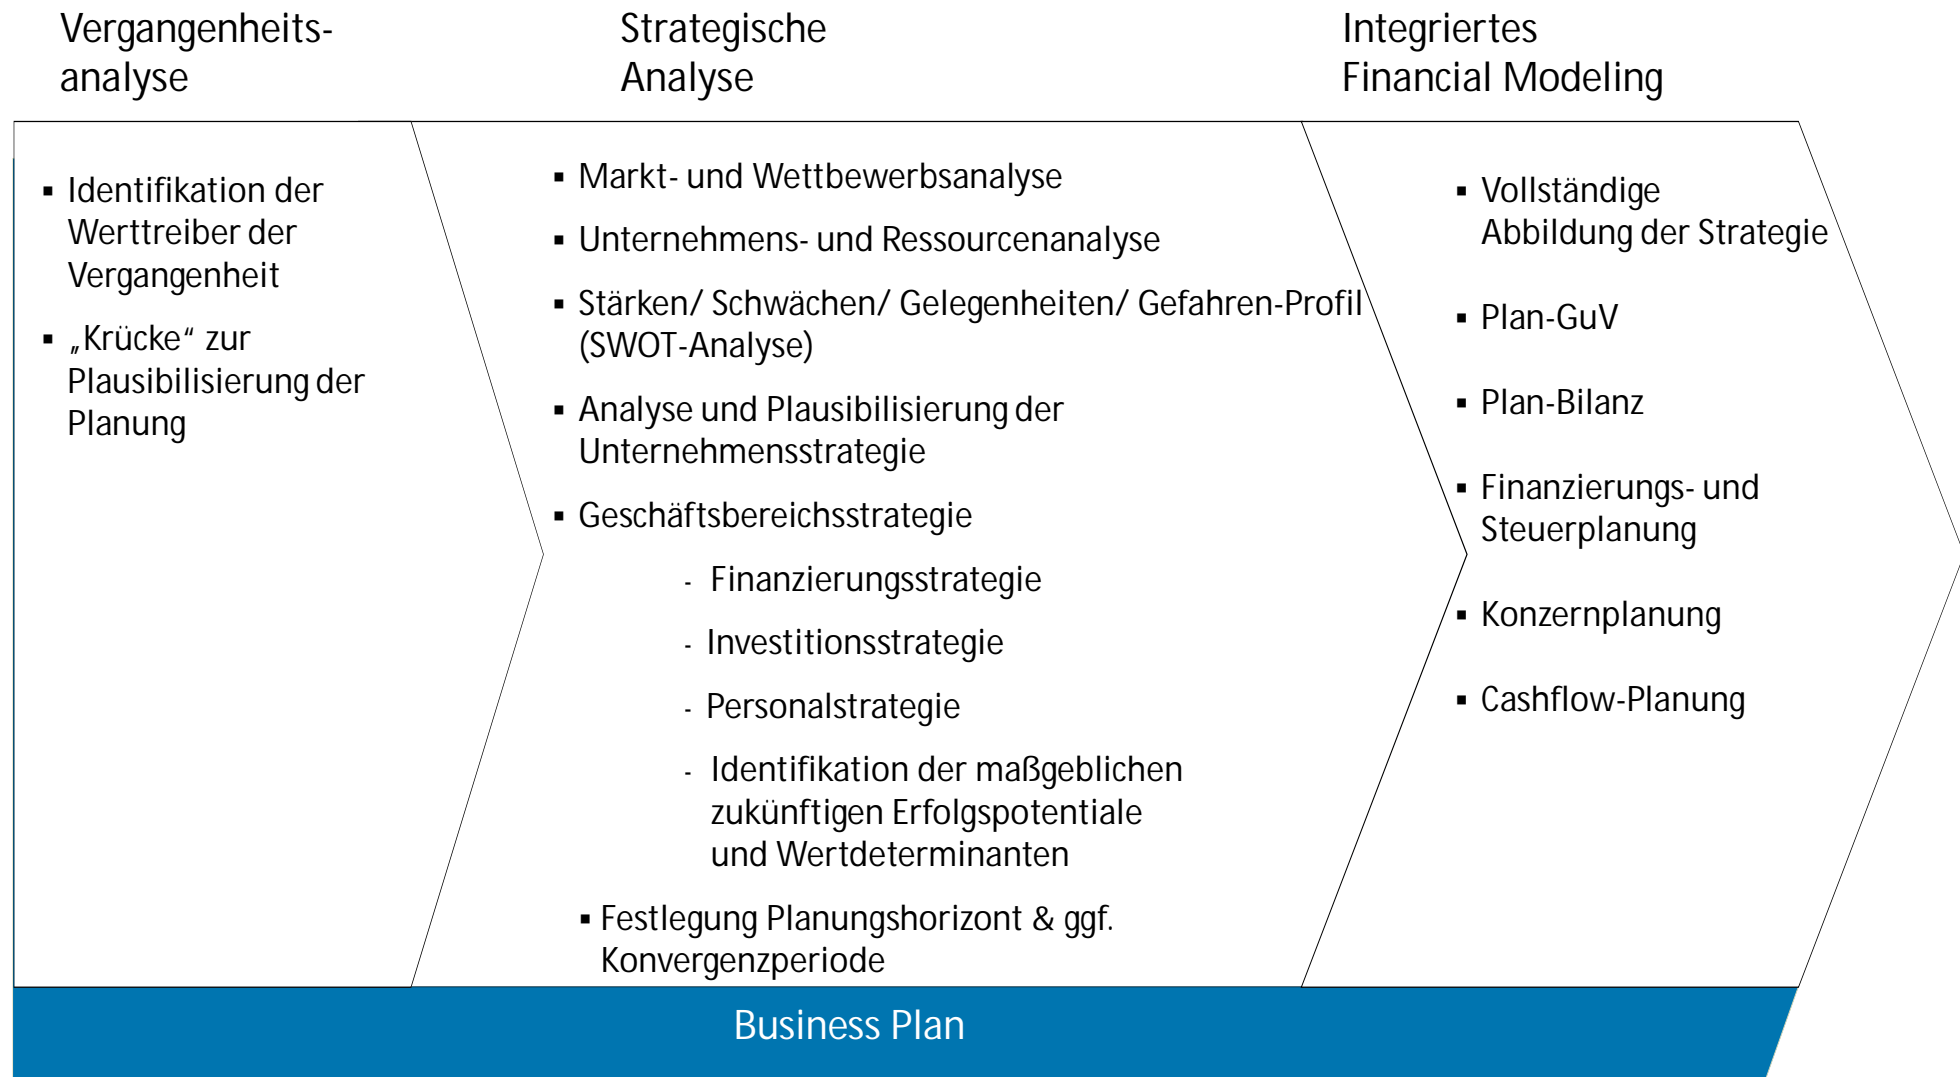 Vergangenheits-
analyse
Strategische
Analyse
Integriertes
Financial Modeling
▪ Identifikation der
Werttreiber der
Vergangenheit
▪ „Krücke“ zur
Plausibilisierung der
Planung
▪ Markt- und Wettbewerbsanalyse
▪ Unternehmens- und Ressourcenanalyse
▪ Stärken/ Schwächen/ Gelegenheiten/ Gefahren-Profil
(SWOT-Analyse)
▪ Analyse und Plausibilisierung der
Unternehmensstrategie
▪ Geschäftsbereichsstrategie
- Finanzierungsstrategie
- Investitionsstrategie
- Personalstrategie
- Identifikation der maßgeblichen
zukünftigen Erfolgspotentiale
und Wertdeterminanten
▪ Festlegung Planungshorizont & ggf.
Konvergenzperiode
▪ Vollständige
Abbildung der Strategie
▪ Plan-GuV
▪ Plan-Bilanz
▪ Finanzierungs- und
Steuerplanung
▪ Konzernplanung
▪ Cashflow-Planung
Business Plan